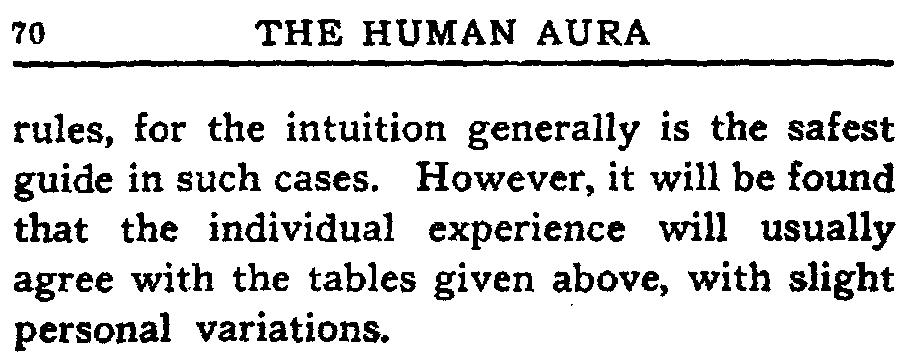 70 THE HUMAN AURA
rules, for the intuition generally is the safest
guide in such cases. However, it will be found
that the individual experience will usually
agree with the tables given above, with slight
personal variations.